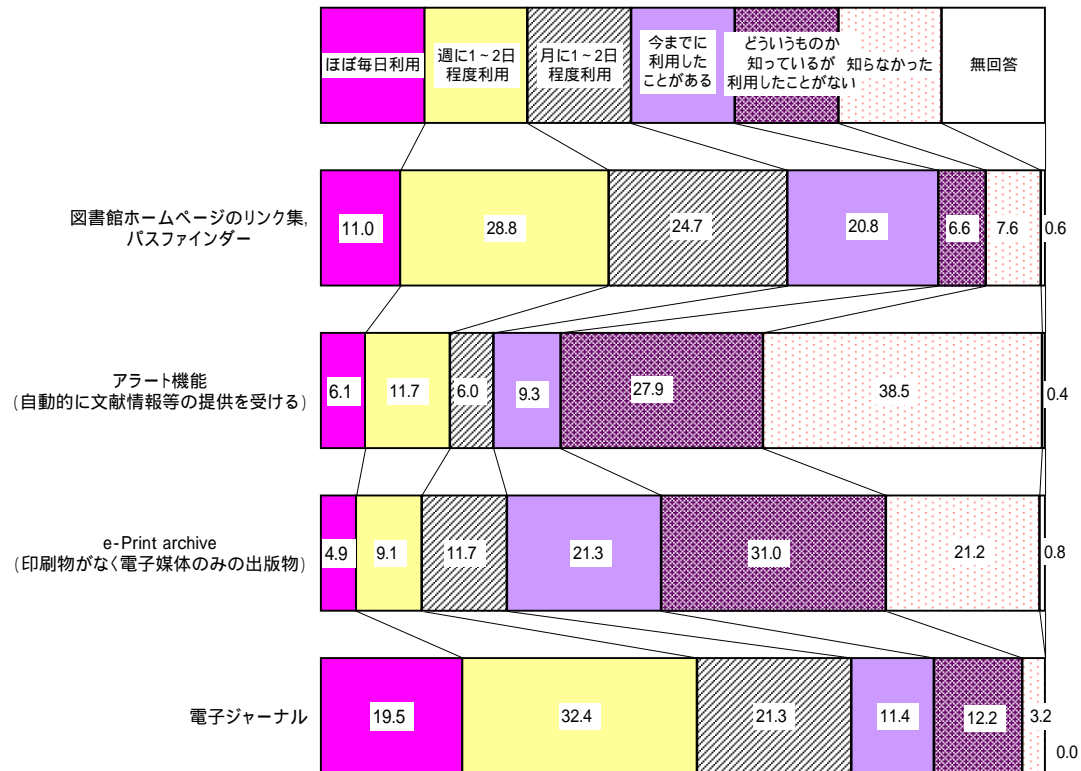 ほぼ毎日利用
週に1~2日
程度利用
月に1~2日
程度利用
今までに
利用した
ことがある
どういうものか
知っているが
利用したことがない
知らなかった
無回答
図書館ホームページのリンク集,
パスファインダー
11.0
28.8
24.7
20.8
6.6
7.6
0.6
アラート機能
(自動的に文献情報等の提供を受ける)
6.1
11.7
6.0
9.3
27.9
38.5
0.4
e-Print archive
(印刷物がなく電子媒体のみの出版物)
4.9
9.1
11.7
21.3
31.0
21.2
0.8
電子ジャーナル
19.5
32.4
21.3
11.4
12.2
3.2
0.0